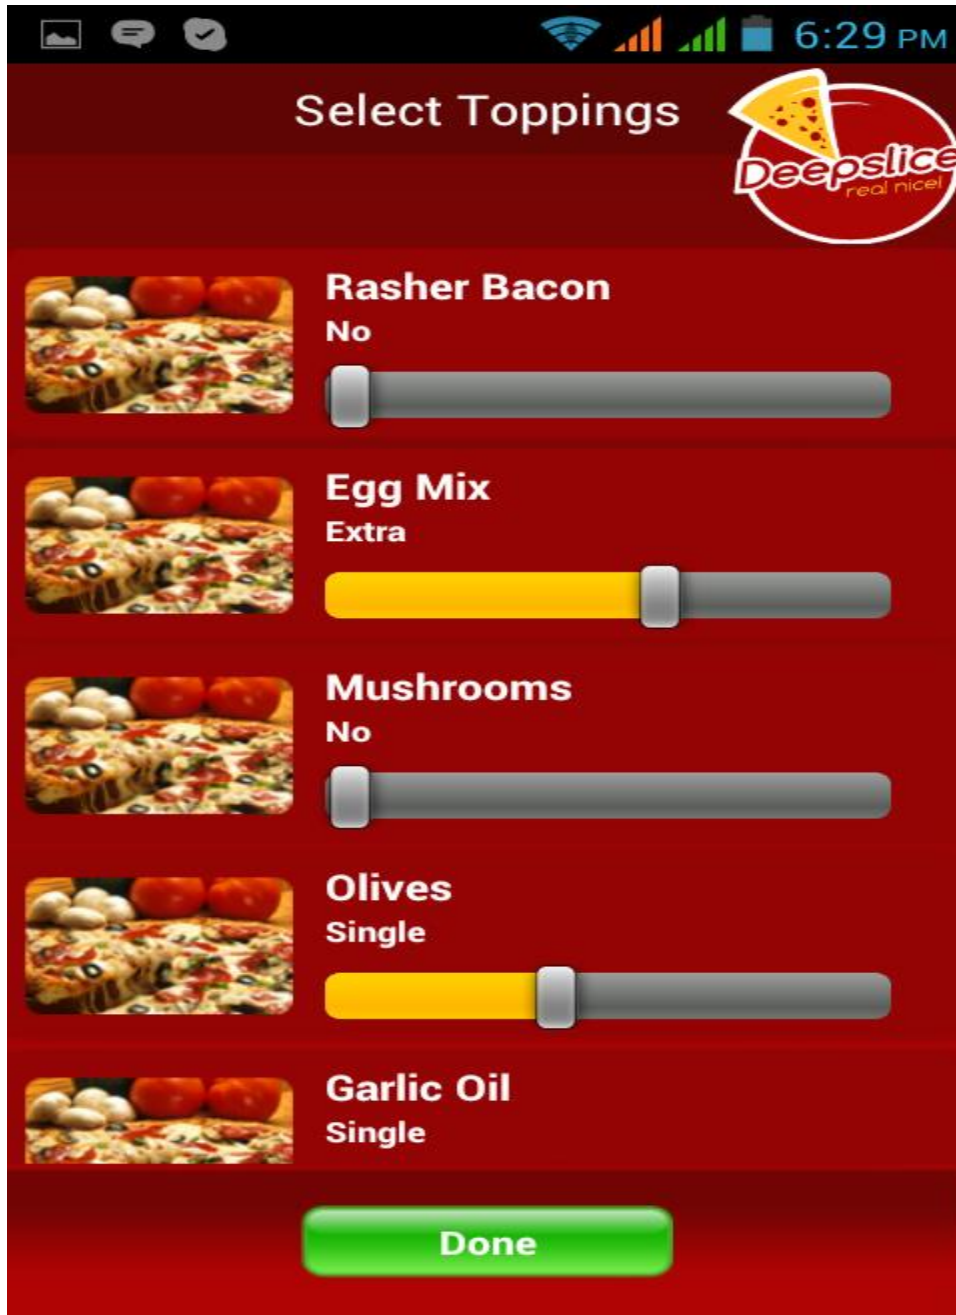 6:29 PM
Select Toppings
Deepslice
real nice!
Rasher Bacon
No
Egg Mix
Extra
Mushrooms
No
Olives
Single
Garlic Oil
Single
Done